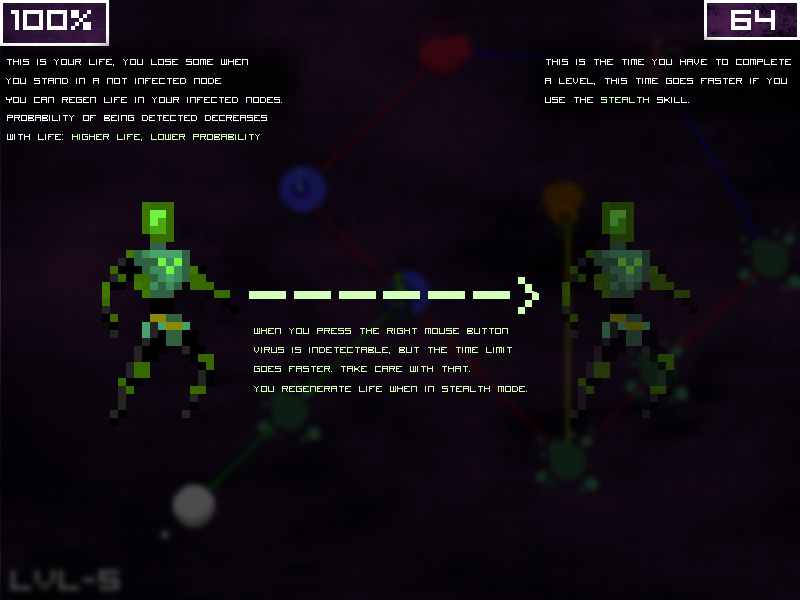 100%
64
THIS IS YOUR LIFE, YOU LOSE SOME WHEN
YOU STAND IN A NOT INFECTED NODE
YOU CAN REGEN LIFE IN YOUR INFECTED NODES.
PROBABILITY OF BEING DETECTED DECREASES
WITH LIFE: HIGHER LIFE, LOWER PROBABILITY
THIS IS THE TIME YOU HAVE TO COMPLETE
A LEVEL, THIS TIME GOES FASTER IF YOU
USE THE STEALTH SKILL.
WHEN YOU PRESS THE RIGHT MOUSE BUTTON
VIRUS IS INDETECTABLE, BUT THE TIME LIMIT
GOES FASTER. TAKE CARE WITH THAT.
YOU REGENERATE LIFE WHEN IN STEALTH MODE.
LVL-5